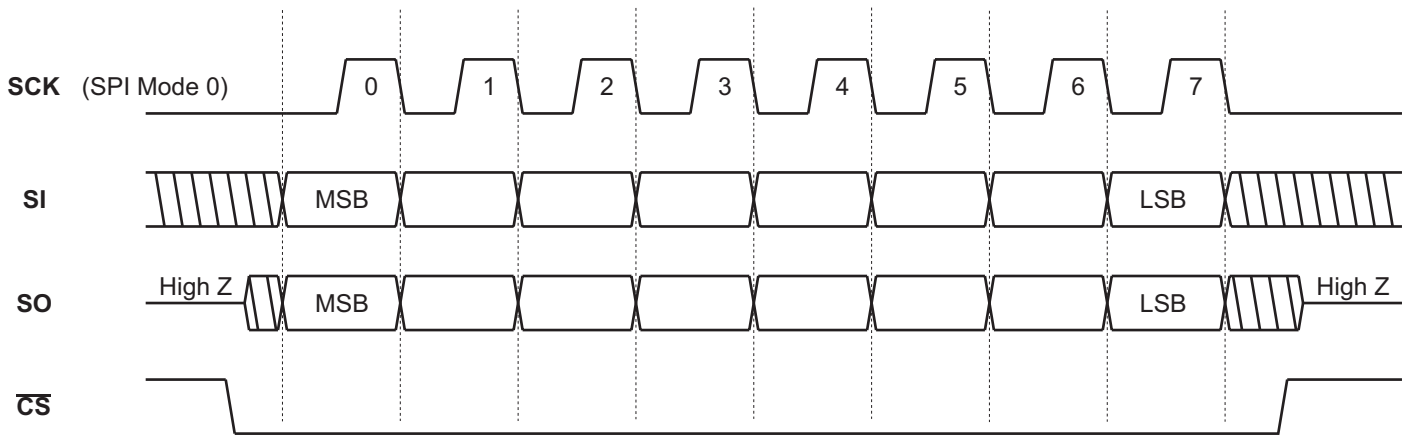 SCK (SPI Mode 0) 0 1 2 3 4 5 6 7
SI MSB LSB
SO High Z MSB LSB High Z
C̅S̅